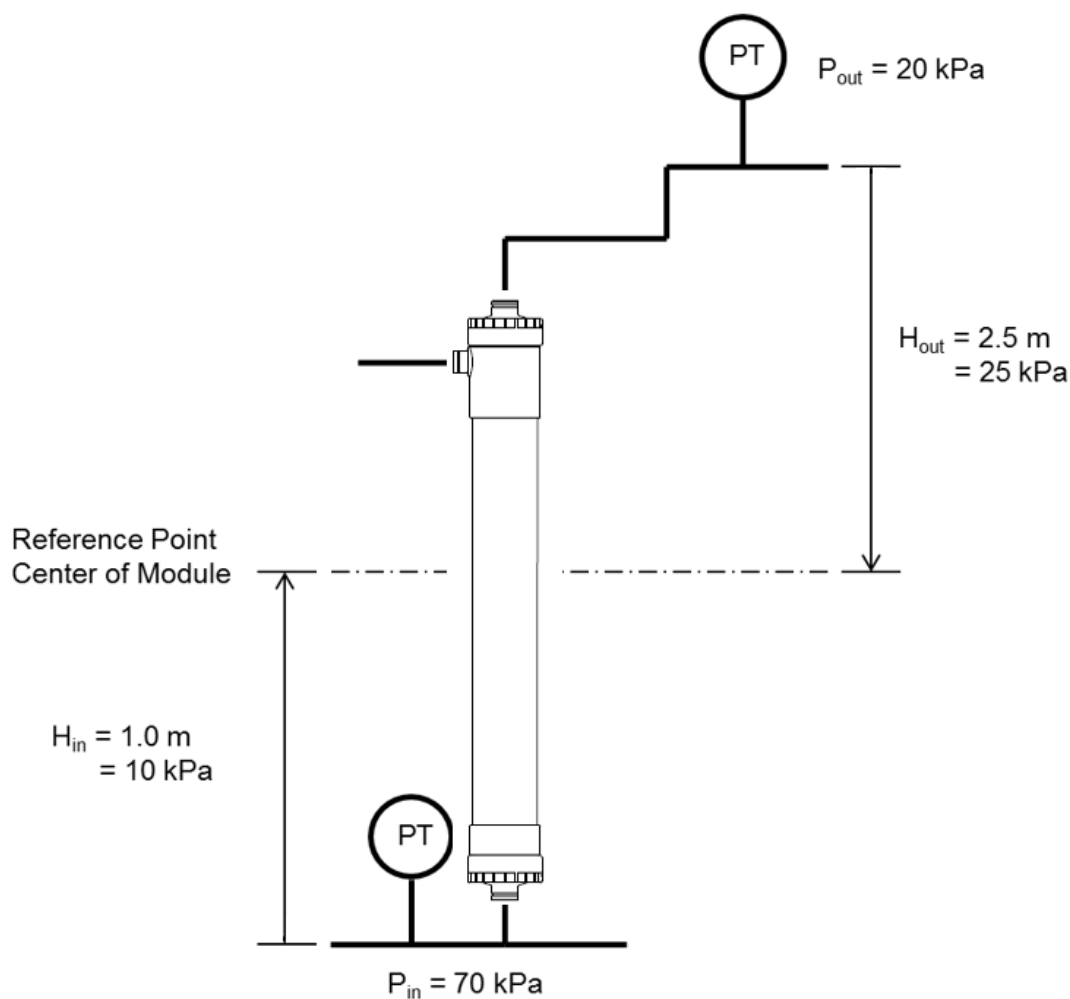 PT
P_out = 20 kPa
H_out = 2.5 m
= 25 kPa
Reference Point
Center of Module
H_in = 1.0 m
= 10 kPa
PT
P_in = 70 kPa